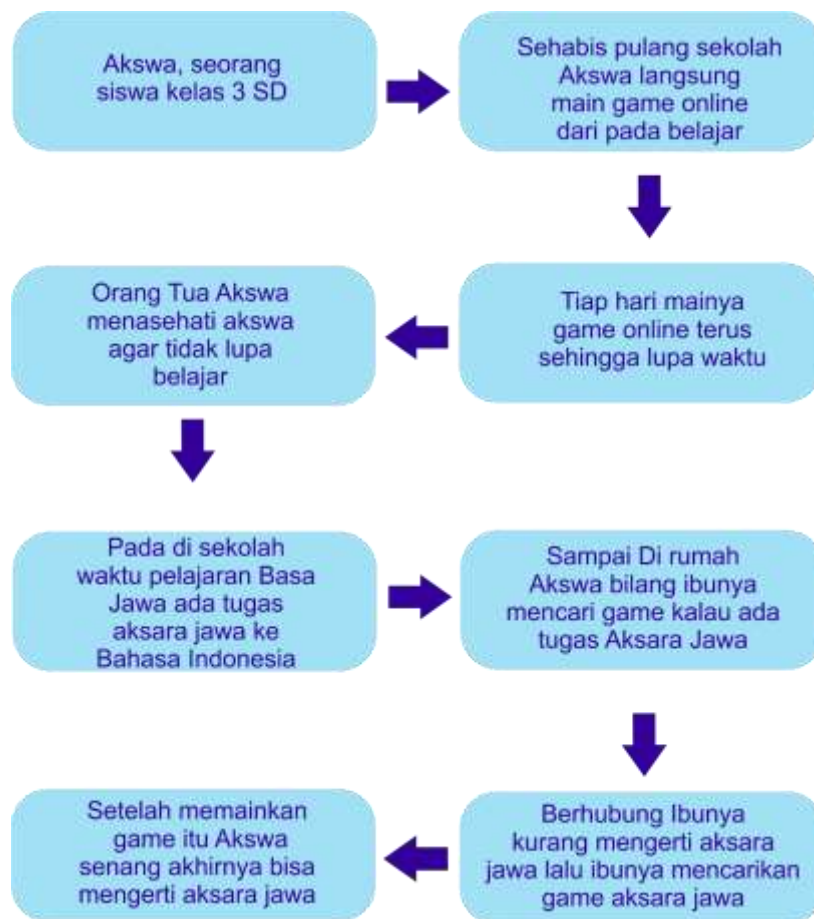 Akswa, seorang
siswa kelas 3 SD
Sehabis pulang sekolah
Akswa langsung
main game online
dari pada belajar
Tiap hari mainya
game online terus
sehingga lupa waktu
Orang Tua Akswa
menasehati akswa
agar tidak lupa
belajar
Pada di sekolah
waktu pelajaran Basa
Jawa ada tugas
aksara jawa ke
Bahasa Indonesia
Sampai Di rumah
Akswa bilang ibunya
mencari game kalau ada
tugas Aksara Jawa
Berhubung Ibunya
kurang mengerti aksara
jawa lalu ibunya mencarikan
game aksara jawa
Setelah memainkan
game itu Akswa
senang akhirnya bisa
mengerti aksara jawa